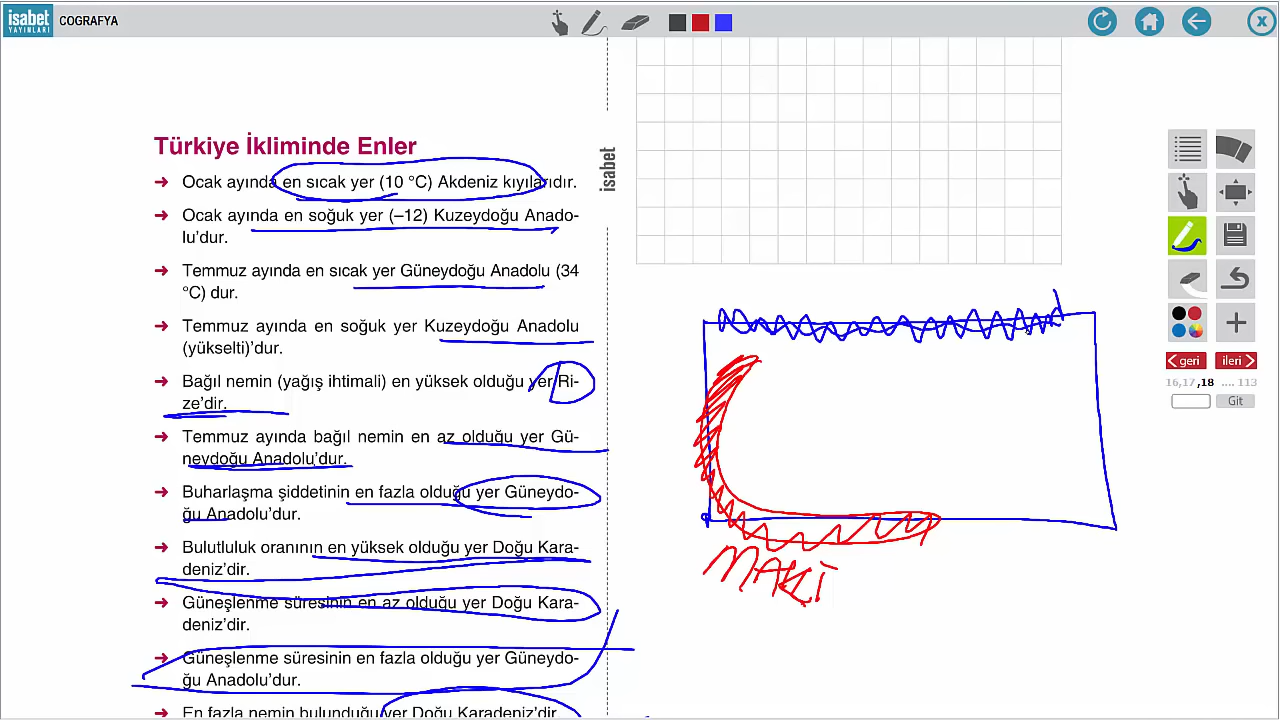 isabet
YAYINLARI
COGRAFYA
X
Türkiye İkliminde Enler
Ocak ayında en sıcak yer (10 °C) Akdeniz kıyılarıdır.
Ocak ayında en soğuk yer (–12) Kuzeydoğu Anado-
lu’dur.
Temmuz ayında en sıcak yer Güneydoğu Anadolu (34
°C) dur.
Temmuz ayında en soğuk yer Kuzeydoğu Anadolu
(yükselti)’dur.
Bağıl nemin (yağış ihtimali) en yüksek olduğu yer Ri-
ze’dir.
Temmuz ayında bağıl nemin en az olduğu yer Gü-
neydoğu Anadolu’dur.
Buharlaşma şiddetinin en fazla olduğu yer Güneydo-
ğu Anadolu’dur.
Bulutluluk oranının en yüksek olduğu yer Doğu Kara-
deniz’dir.
Güneşlenme süresinin en az olduğu yer Doğu Kara-
deniz’dir.
Güneşlenme süresinin en fazla olduğu yer Güneydo-
ğu Anadolu’dur.
En fazla nemin bulunduğu yer Doğu Karadeniz’dir
isabet
MAKİ
geri
ileri
16,17,18 .... 113
Git